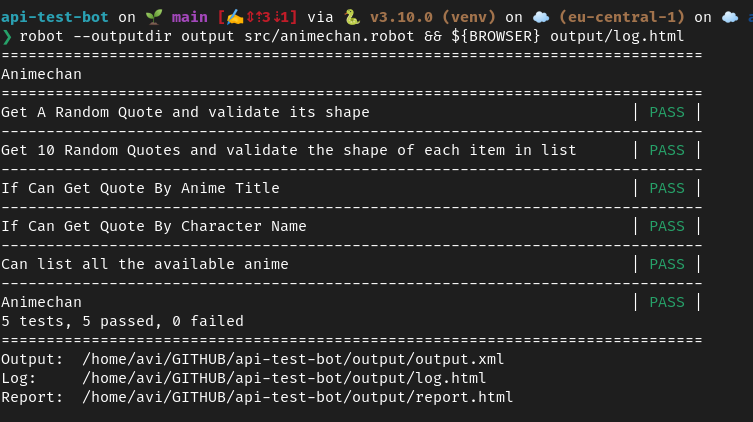 api-test-bot on 🌱 main [✍️⇕⇡3⇣1] via 🐍 v3.10.0 (venv) on ☁️ (eu-central-1) on ☁️
❯ robot --outputdir output src/animechan.robot && ${BROWSER} output/log.html
==============================================================================
Animechan
==============================================================================
Get A Random Quote and validate its shape | PASS |
------------------------------------------------------------------------------
Get 10 Random Quotes and validate the shape of each item in list | PASS |
------------------------------------------------------------------------------
If Can Get Quote By Anime Title | PASS |
------------------------------------------------------------------------------
If Can Get Quote By Character Name | PASS |
------------------------------------------------------------------------------
Can list all the available anime | PASS |
------------------------------------------------------------------------------
Animechan | PASS |
5 tests, 5 passed, 0 failed
==============================================================================
Output: /home/avi/GITHUB/api-test-bot/output/output.xml
Log: /home/avi/GITHUB/api-test-bot/output/log.html
Report: /home/avi/GITHUB/api-test-bot/output/report.html